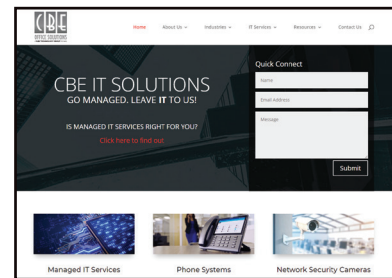 CBE
OFFICE SOLUTIONS
Home About Us Industries IT Services Resources Contact Us
Quick Connect
Name
Email Address
Message
Submit
CBE IT SOLUTIONS
GO MANAGED. LEAVE IT TO US!
IS MANAGED IT SERVICES RIGHT FOR YOU?
Click here to find out
Managed IT Services Phone Systems Network Security Cameras